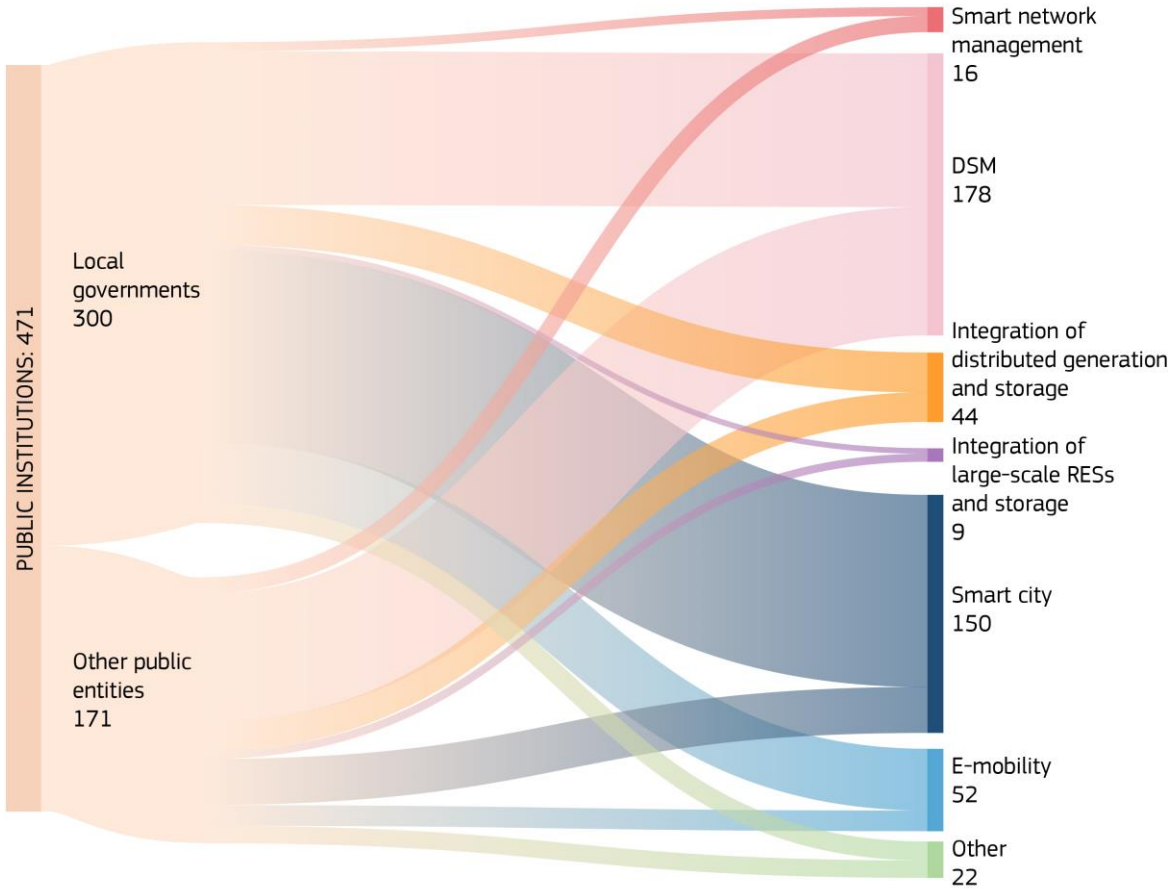 PUBLIC INSTITUTIONS: 471
Local
governments
300
Other public
entities
171
Smart network
management
16
DSM
178
Integration of
distributed generation
and storage
44
Integration of
large-scale RESs
and storage
9
Smart city
150
E-mobility
52
Other
22